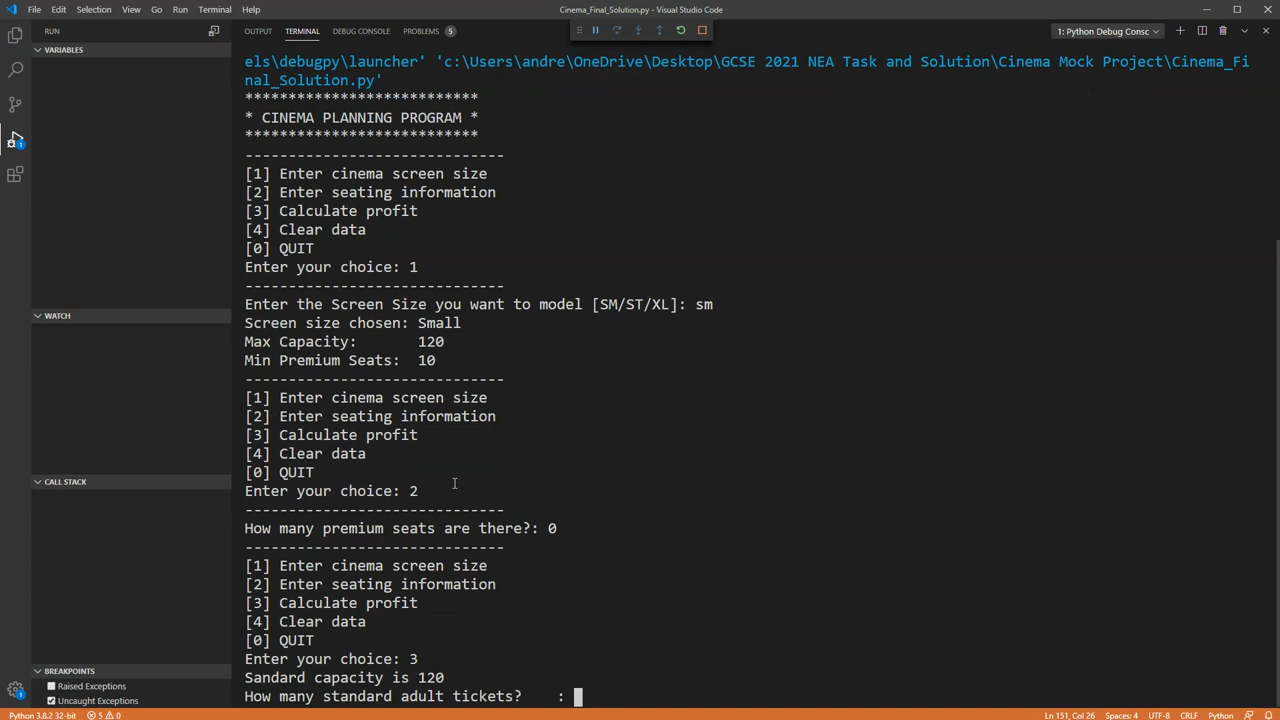 File Edit Selection View Go Run Terminal Help
Cinema_Final_Solution.py - Visual Studio Code
RUN
VARIABLES
WATCH
CALL STACK
BREAKPOINTS
Raised Exceptions
Uncaught Exceptions
OUTPUT TERMINAL DEBUG CONSOLE PROBLEMS 5
1: Python Debug Consc
els\debugpy\launcher' 'c:\Users\andre\OneDrive\Desktop\GCSE 2021 NEA Task and Solution\Cinema Mock Project\Cinema_Fi
nal_Solution.py'
***************************
* CINEMA PLANNING PROGRAM *
***************************
------------------------------
[1] Enter cinema screen size
[2] Enter seating information
[3] Calculate profit
[4] Clear data
[0] QUIT
Enter your choice: 1
------------------------------
Enter the Screen Size you want to model [SM/ST/XL]: sm
Screen size chosen: Small
Max Capacity:       120
Min Premium Seats:  10
------------------------------
[1] Enter cinema screen size
[2] Enter seating information
[3] Calculate profit
[4] Clear data
[0] QUIT
Enter your choice: 2
------------------------------
How many premium seats are there?: 0
------------------------------
[1] Enter cinema screen size
[2] Enter seating information
[3] Calculate profit
[4] Clear data
[0] QUIT
Enter your choice: 3
Sandard capacity is 120
How many standard adult tickets?    :
1
1
Python 3.8.2 32-bit 5 0
Ln 151, Col 26 Spaces: 4 UTF-8 CRLF Python